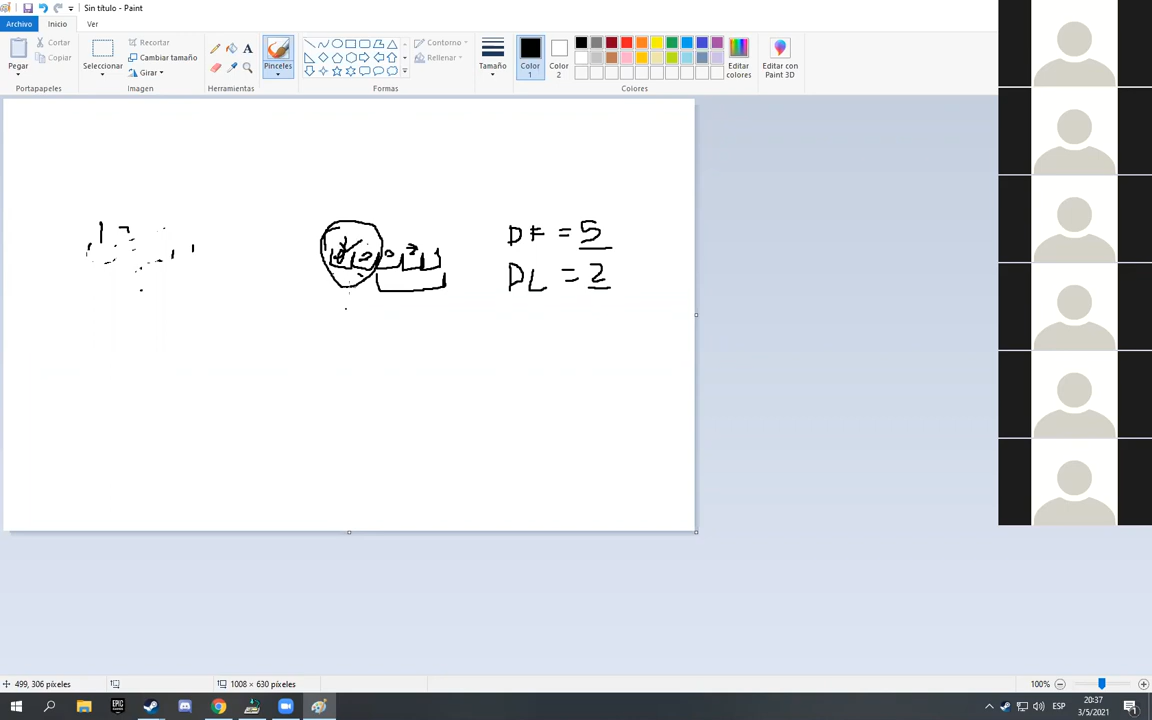 Sin título - Paint
Archivo Inicio Ver
Pegar
Cortar
Copiar
Portapapeles
Seleccionar
Recortar
Cambiar tamaño
Girar
Imagen
A
Herramientas
Pinceles
Contorno
Rellenar
Formas
Tamaño
Color 1
Color 2
Editar colores
Colores
Editar con Paint 3D
DF = 5
DL = 2
499, 306 píxeles
1008 × 630 píxeles
100%
EPIC
ESP
20:37
3/5/2021
1